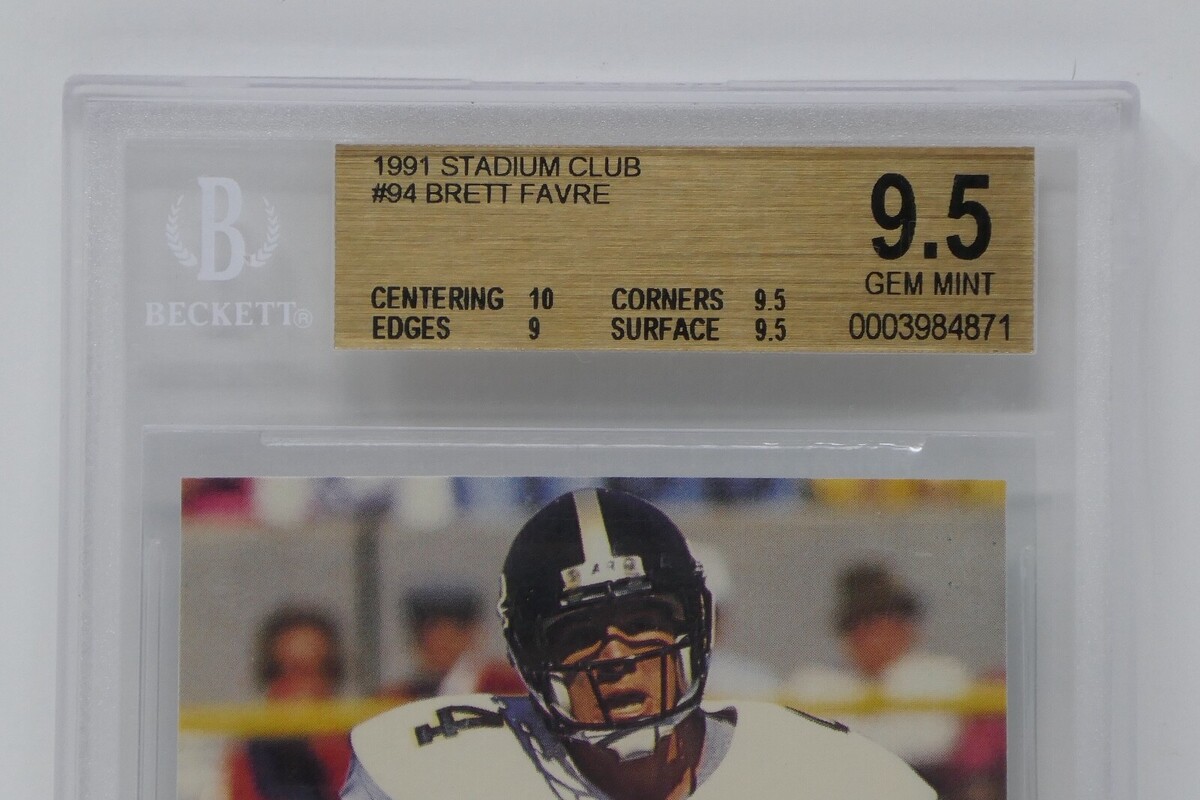 1991 STADIUM CLUB
#94 BRETT FAVRE
9.5
GEM MINT
CENTERING 10 CORNERS 9.5
EDGES 9 SURFACE 9.5
0003984871
B
BECKETT®
4